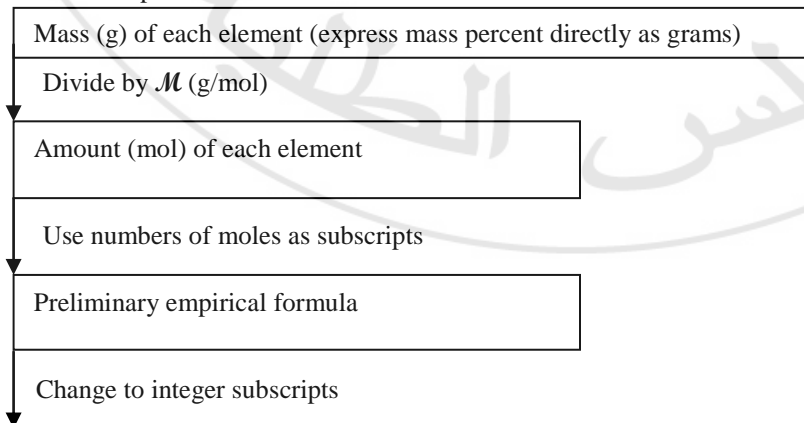 Mass (g) of each element (express mass percent directly as grams)
Divide by ℳ (g/mol)
Amount (mol) of each element
Use numbers of moles as subscripts
Preliminary empirical formula
Change to integer subscripts